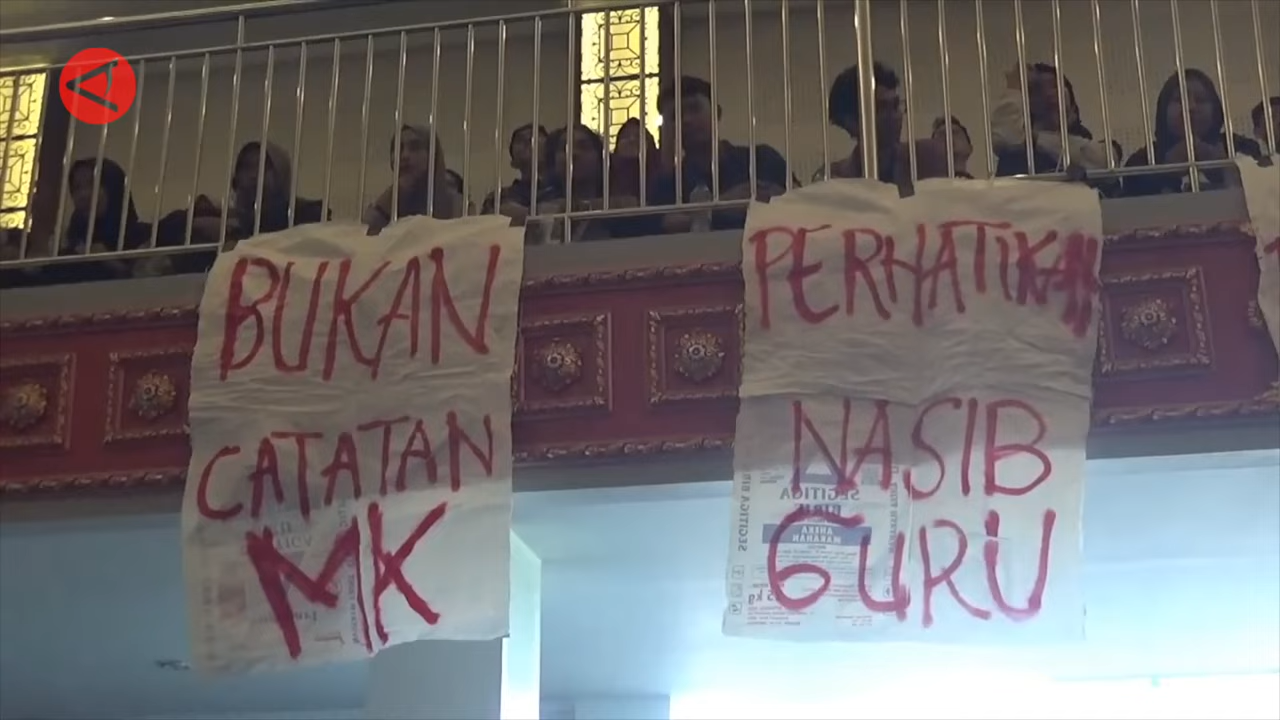 BUKAN
CATATAN
MK
PERHATIKAN
NASIB
GURU
SEGITIGA